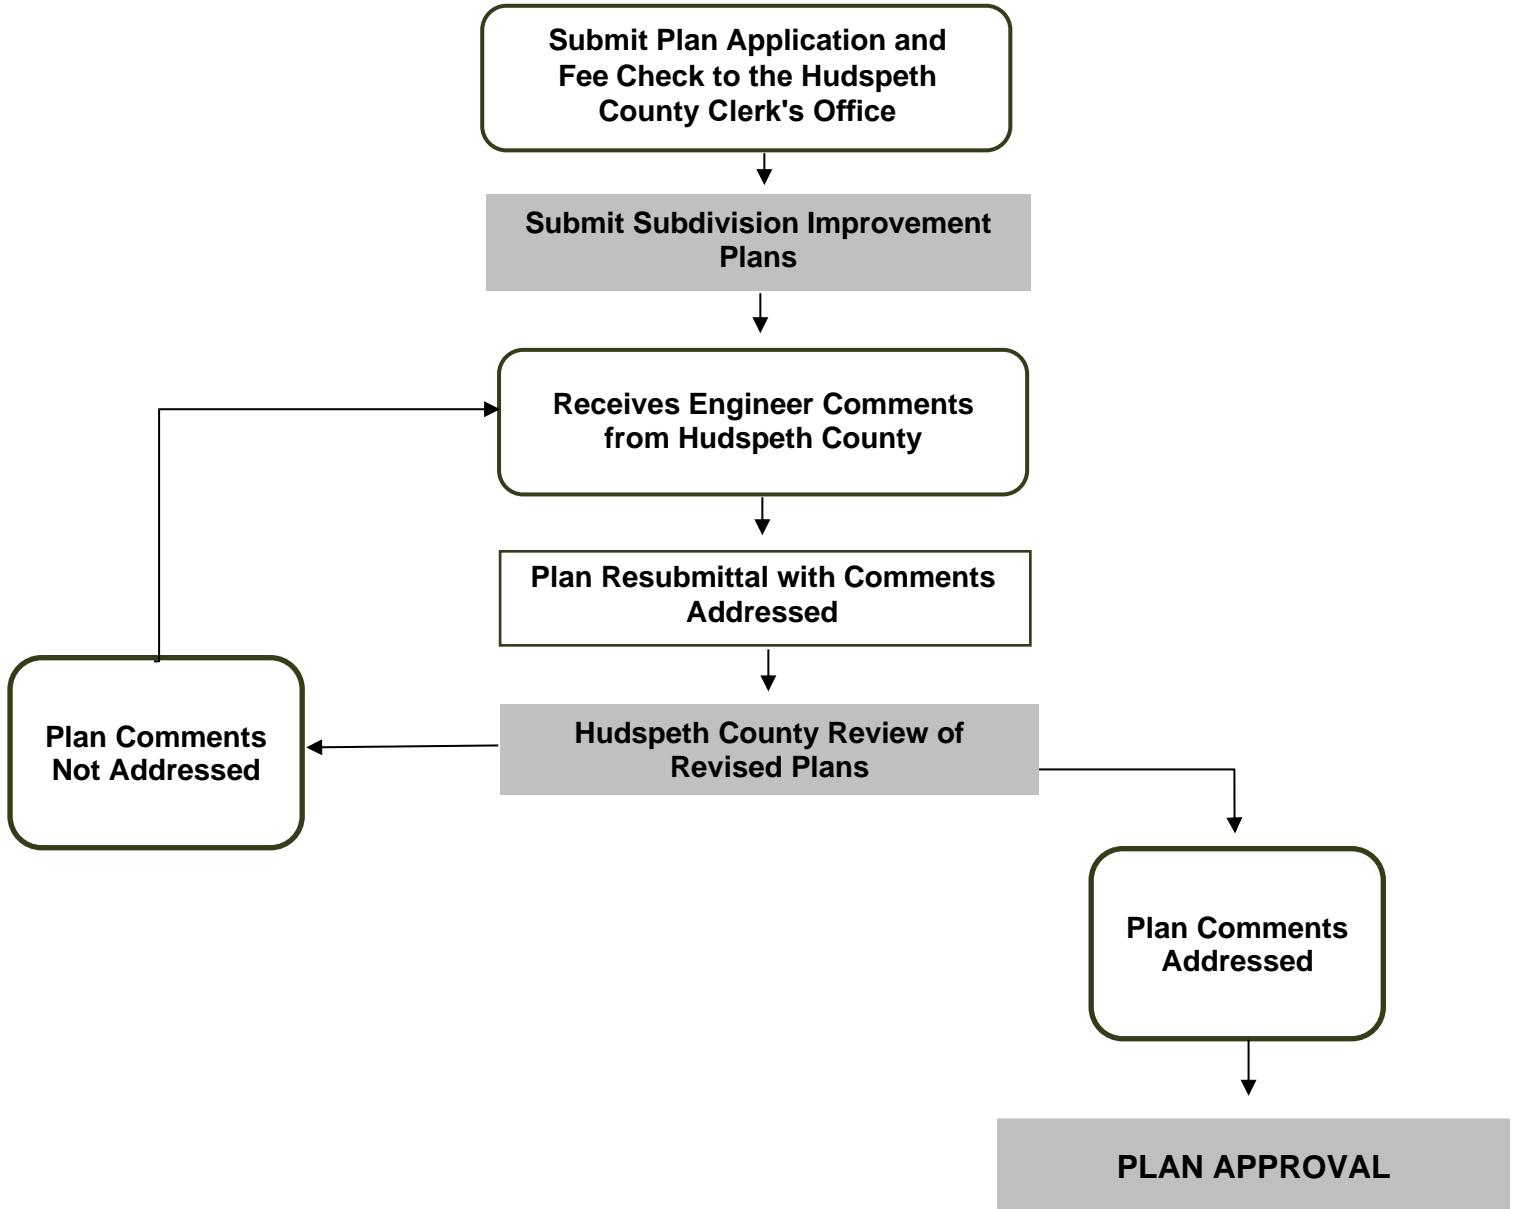 Submit Plan Application and
Fee Check to the Hudspeth
County Clerk's Office
Submit Subdivision Improvement
Plans
Receives Engineer Comments
from Hudspeth County
Plan Resubmittal with Comments
Addressed
Hudspeth County Review of
Revised Plans
Plan Comments
Not Addressed
Plan Comments
Addressed
PLAN APPROVAL